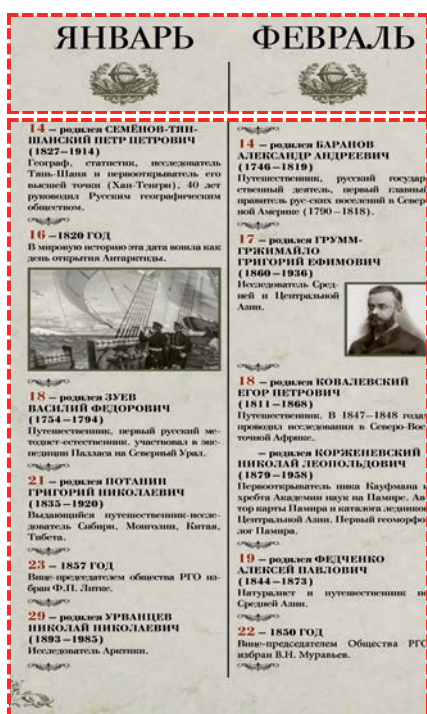 ЯНВАРЬ
14 – родился СЕМЁНОВ-ТЯН-
ШАНСКИЙ ПЕТР ПЕТРОВИЧ
(1827–1914)
Географ, статистик, исследователь
Тянь-Шаня и первооткрыватель его
высшей точки (Хан-Тенгри), 40 лет
руководил Русским географическим
обществом.
16 –1820 ГОД
В мировую историю эта дата вошла как
день открытия Антарктиды.
18 – родился ЗУЕВ
ВАСИЛИЙ ФЕДОРОВИЧ
(1754–1794)
Путешественник, первый русский ме-
тодист-естественник, участвовал в экс-
педиции Палласа на Северный Урал.
21 – родился ПОТАНИН
ГРИГОРИЙ НИКОЛАЕВИЧ
(1835–1920)
Выдающийся путешественник-иссле-
дователь Сибири, Монголии, Китая,
Тибета.
23 – 1857 ГОД
Вице-председателем общества РГО из-
бран Ф.П. Литке.
29 – родился УРВАНЦЕВ
НИКОЛАЙ НИКОЛАЕВИЧ
(1893–1985)
Исследователь Арктики.
ФЕВРАЛЬ
14 – родился БАРАНОВ
АЛЕКСАНДР АНДРЕЕВИЧ
(1746–1819)
Путешественник, русский государ
ственный деятель, первый главный
правитель рус-ских поселений в Север
ной Америке (1790–1818).
17 – родился ГРУММ-
ГРЖИМАЙЛО
ГРИГОРИЙ ЕФИМОВИЧ
(1860–1936)
Исследователь Сред-
ней и Центральной
Азии.
18 – родился КОВАЛЕВСКИЙ
ЕГОР ПЕТРОВИЧ
(1811–1868)
Путешественник. В 1847–1848 годах
проводил исследования в Северо-Вос
точной Африке.
– родился КОРЖЕНЕВСКИЙ
НИКОЛАЙ ЛЕОПОЛЬДОВИЧ
(1879–1958)
Первооткрыватель пика Кауфмана и
хребта Академии наук на Памире. Ав
тор карты Памира и каталога ледников
Центральной Азии. Первый геоморфо
лог Памира.
19 – родился ФЕДЧЕНКО
АЛЕКСЕЙ ПАВЛОВИЧ
(1844–1873)
Натуралист и путешественник по
Средней Азии.
22 – 1850 ГОД
Вице-председателем Общества РГО
избран В.Н. Муравьев.